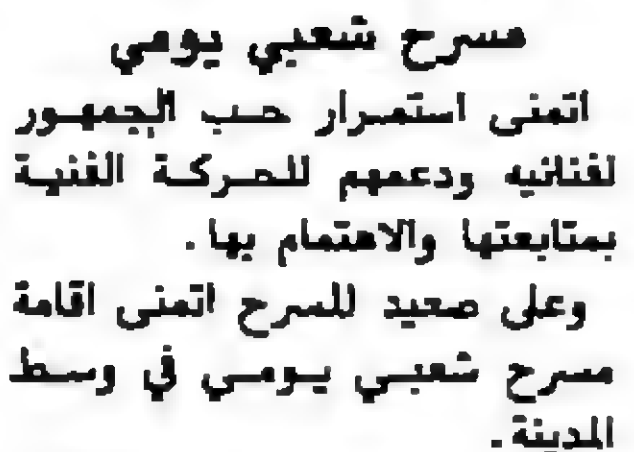 مسرح شعبي يومي
اتمنى استمرار حب الجمهور
لفنانيه ودعمهم للحركة الفنية
بمتابعتها والاهتمام بها .
وعلى صعيد المسرح اتمنى اقامة
مسرح شعبي يومي في وسط
المدينة .